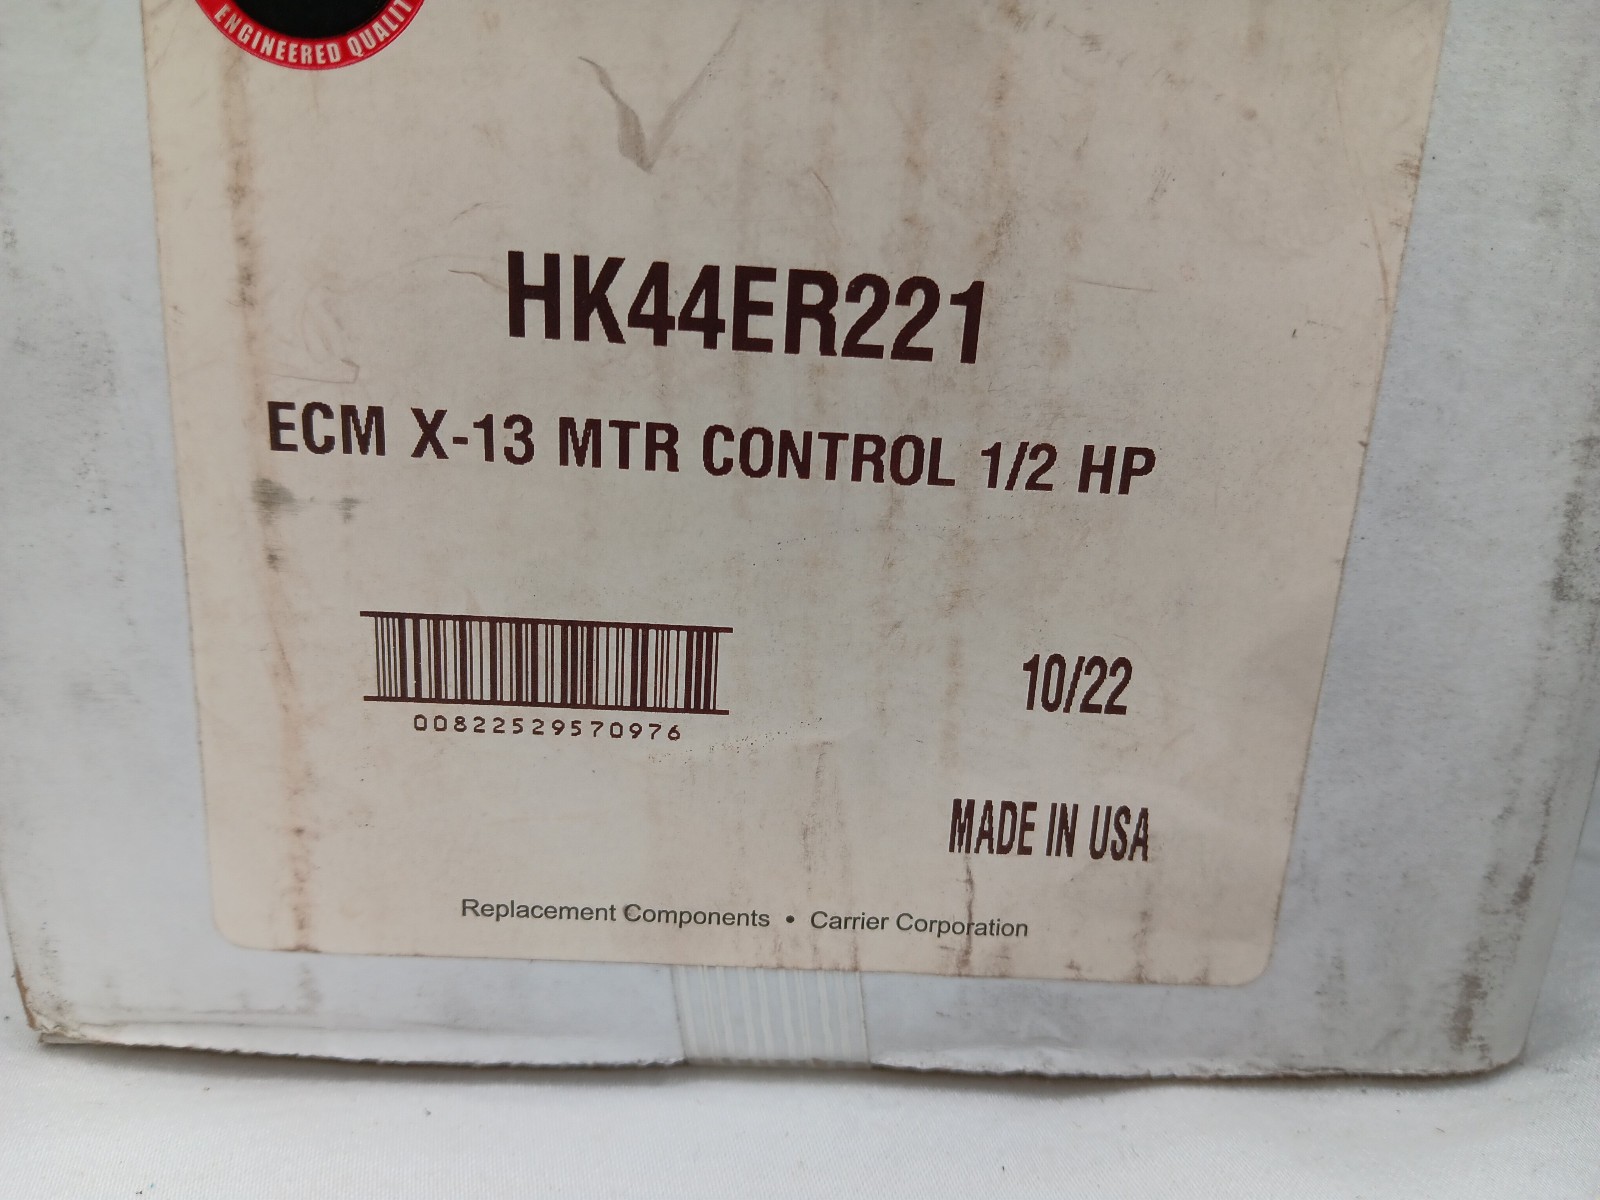 ENGINEERED QUALIT
HK44ER221
ECM X-13 MTR CONTROL 1/2 HP
00822529570976
10/22
MADE IN USA
Replacement Components • Carrier Corporation